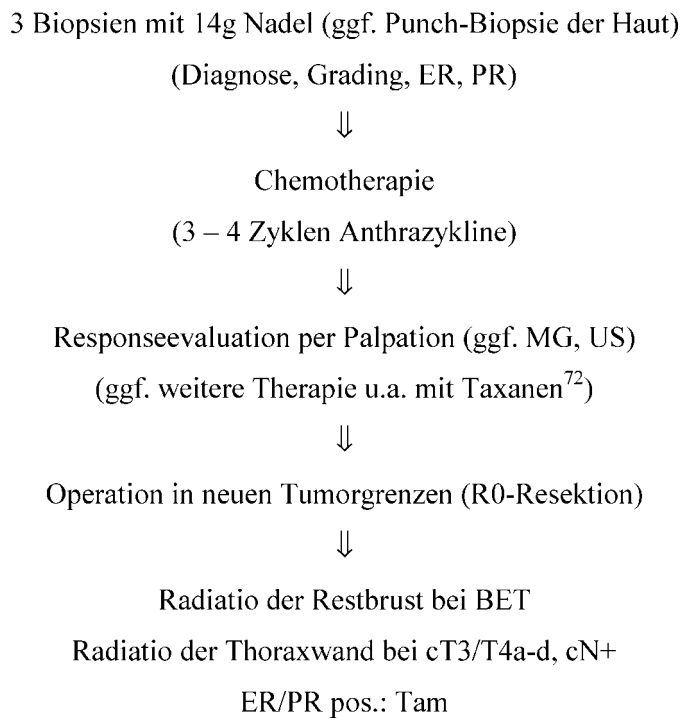 3 Biopsien mit 14g Nadel (ggf. Punch-Biopsie der Haut)
(Diagnose, Grading, ER, PR)
⇓
Chemotherapie
(3 – 4 Zyklen Anthrazykline)
⇓
Responseevaluation per Palpation (ggf. MG, US)
(ggf. weitere Therapie u.a. mit Taxanen⁷²)
⇓
Operation in neuen Tumorgrenzen (R0-Resektion)
⇓
Radiatio der Restbrust bei BET
Radiatio der Thoraxwand bei cT3/T4a-d, cN+
ER/PR pos.: Tam